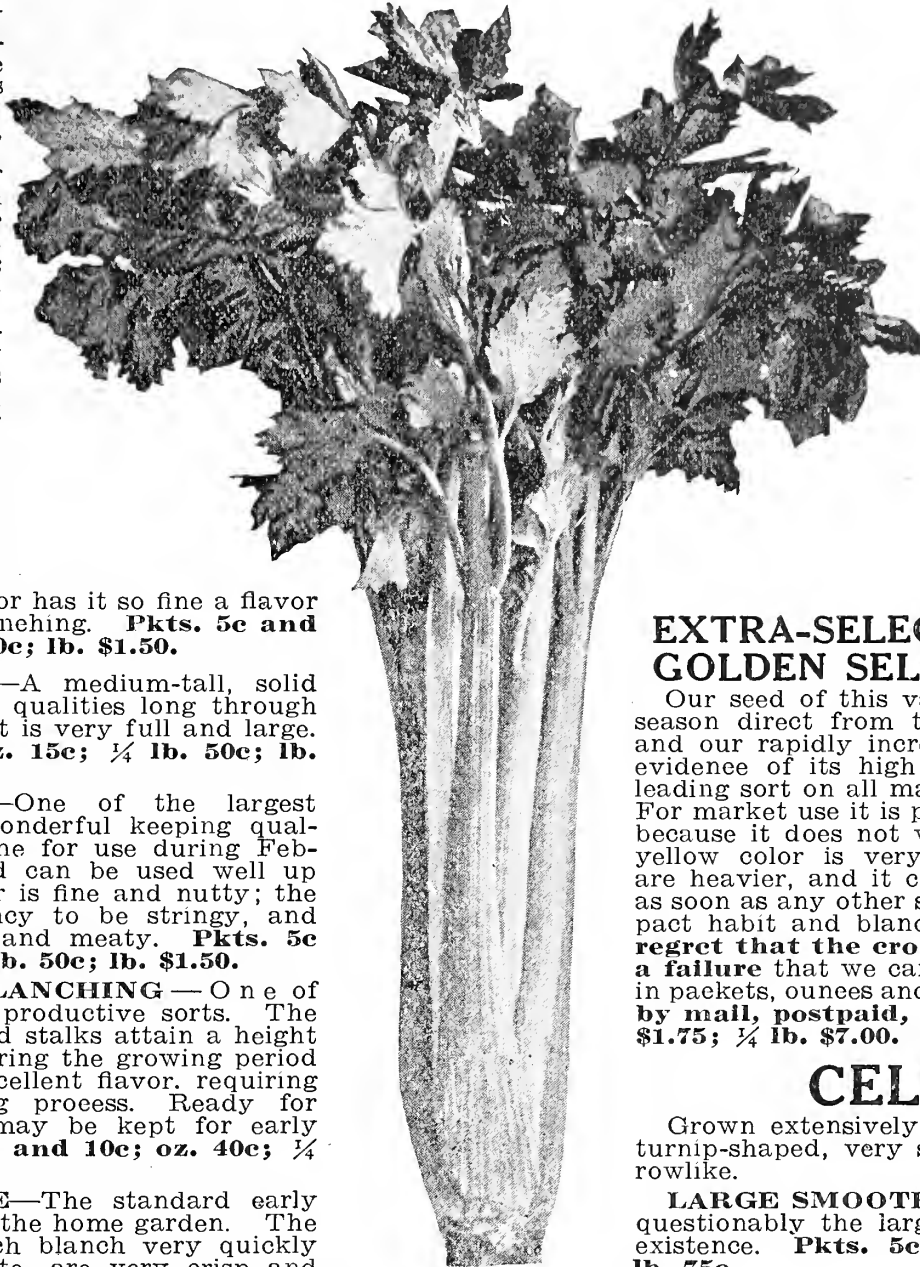 or has it so fine a flavor
nehing. Pkts. 5c and
0c; lb. $1.50.
—A medium-tall, solid
qualities long through
t is very full and large.
z. 15c; ¼ lb. 50c; lb.
—One of the largest
onderful keeping qual-
ne for use during Feb-
d can be used well up
r is fine and nutty; the
ncy to be stringy, and
and meaty. Pkts. 5c
b. 50c; lb. $1.50.
LANCHING—One of
productive sorts. The
d stalks attain a height
ring the growing period
cellent flavor. requiring
g process. Ready for
may be kept for early
and 10c; oz. 40c; ¼
E—The standard early
the home garden. The
ch blanch very quickly
te, are very crisp and
EXTRA-SELEC
GOLDEN SEL
Our seed of this va
season direct from t
and our rapidly incre
evidence of its high
leading sort on all ma
For market use it is p
because it does not w
yellow color is very
are heavier, and it c
as soon as any other s
pact habit and blanc
regret that the cro
a failure that we can
in packets, ounees and
by mail, postpaid,
$1.75; ¼ lb. $7.00.
CEL
Grown extensively
turnip-shaped, very s
rowlike.
LARGE SMOOTH
questionably the larg
existence. Pkts. 5c
lb. 75c